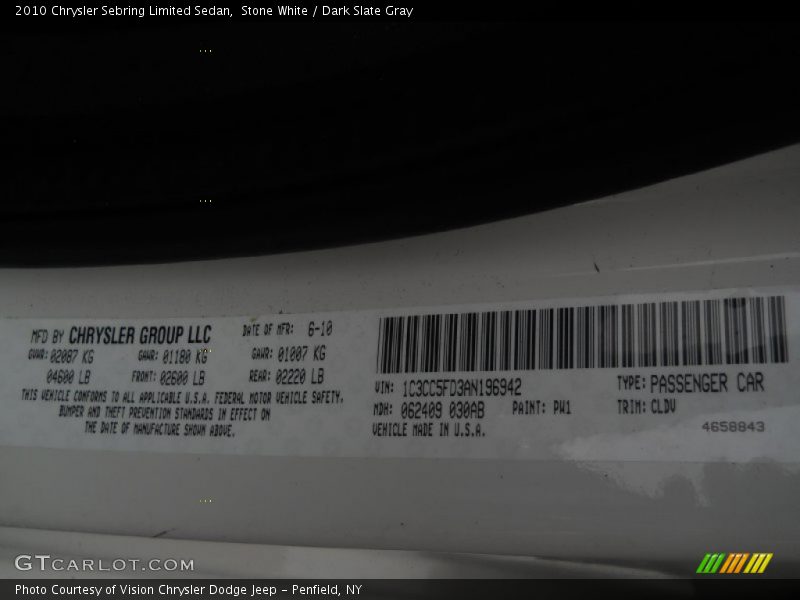 2010 Chrysler Sebring Limited Sedan,  Stone White / Dark Slate Gray
MFD BY CHRYSLER GROUP LLC DATE OF MFR: 6-10
GVWR: 02087 KG GAWR: 01180 KG GAWR: 01007 KG
04600 LB FRONT: 02600 LB REAR: 02220 LB
THIS VEHICLE CONFORMS TO ALL APPLICABLE U.S.A. FEDERAL MOTOR VEHICLE SAFETY,
BUMPER AND THEFT PREVENTION STANDARDS IN EFFECT ON
THE DATE OF MANUFACTURE SHOWN ABOVE.
VIN: 1C3CC5FD3AN196942 TYPE: PASSENGER CAR
MDH: 062409 030AB PAINT: PW1 TRIM: CLDV
VEHICLE MADE IN U.S.A. 4658843
GTCARLOT.COM
Photo Courtesy of Vision Chrysler Dodge Jeep - Penfield, NY